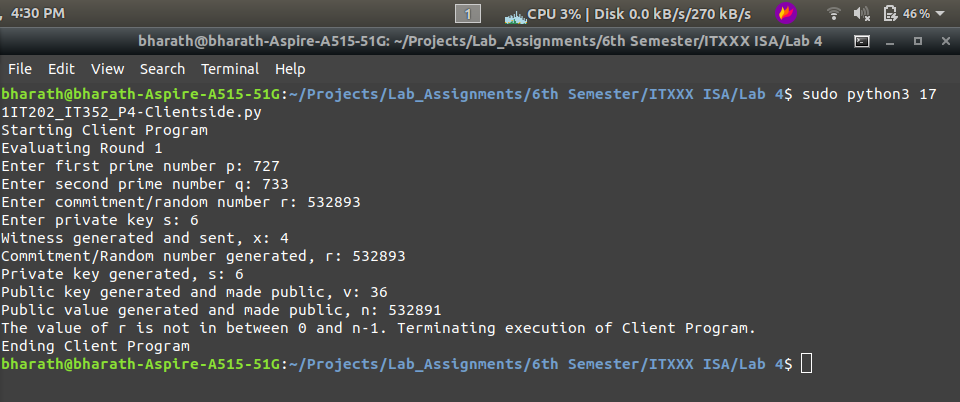 4:30 PM 1 CPU 3% | Disk 0.0 kB/s/270 kB/s 46%
bharath@bharath-Aspire-A515-51G: ~/Projects/Lab_Assignments/6th Semester/ITXXX ISA/Lab 4
File Edit View Search Terminal Help
bharath@bharath-Aspire-A515-51G:~/Projects/Lab_Assignments/6th Semester/ITXXX ISA/Lab 4$ sudo python3 17
1IT202_IT352_P4-Clientside.py
Starting Client Program
Evaluating Round 1
Enter first prime number p: 727
Enter second prime number q: 733
Enter commitment/random number r: 532893
Enter private key s: 6
Witness generated and sent, x: 4
Commitment/Random number generated, r: 532893
Private key generated, s: 6
Public key generated and made public, v: 36
Public value generated and made public, n: 532891
The value of r is not in between 0 and n-1. Terminating execution of Client Program.
Ending Client Program
bharath@bharath-Aspire-A515-51G:~/Projects/Lab_Assignments/6th Semester/ITXXX ISA/Lab 4$